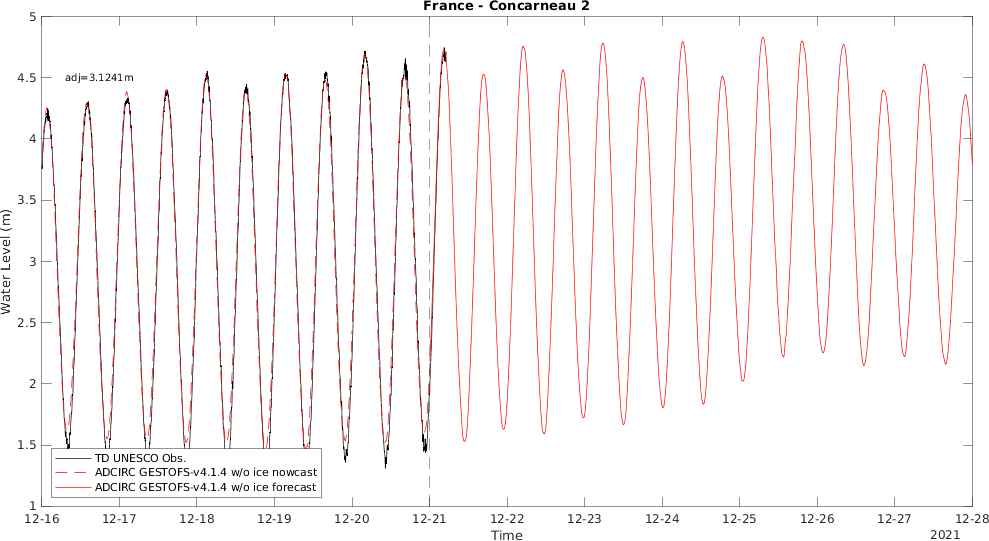 France - Concarneau 2
5
4.5
4
3.5
3
2.5
2
1.5
1
Water Level (m)
adj=3.1241m
TD UNESCO Obs.
ADCIRC GESTOFS-v4.1.4 w/o ice nowcast
ADCIRC GESTOFS-v4.1.4 w/o ice forecast
12-16 12-17 12-18 12-19 12-20 12-21 12-22 12-23 12-24 12-25 12-26 12-27 12-28
Time
2021